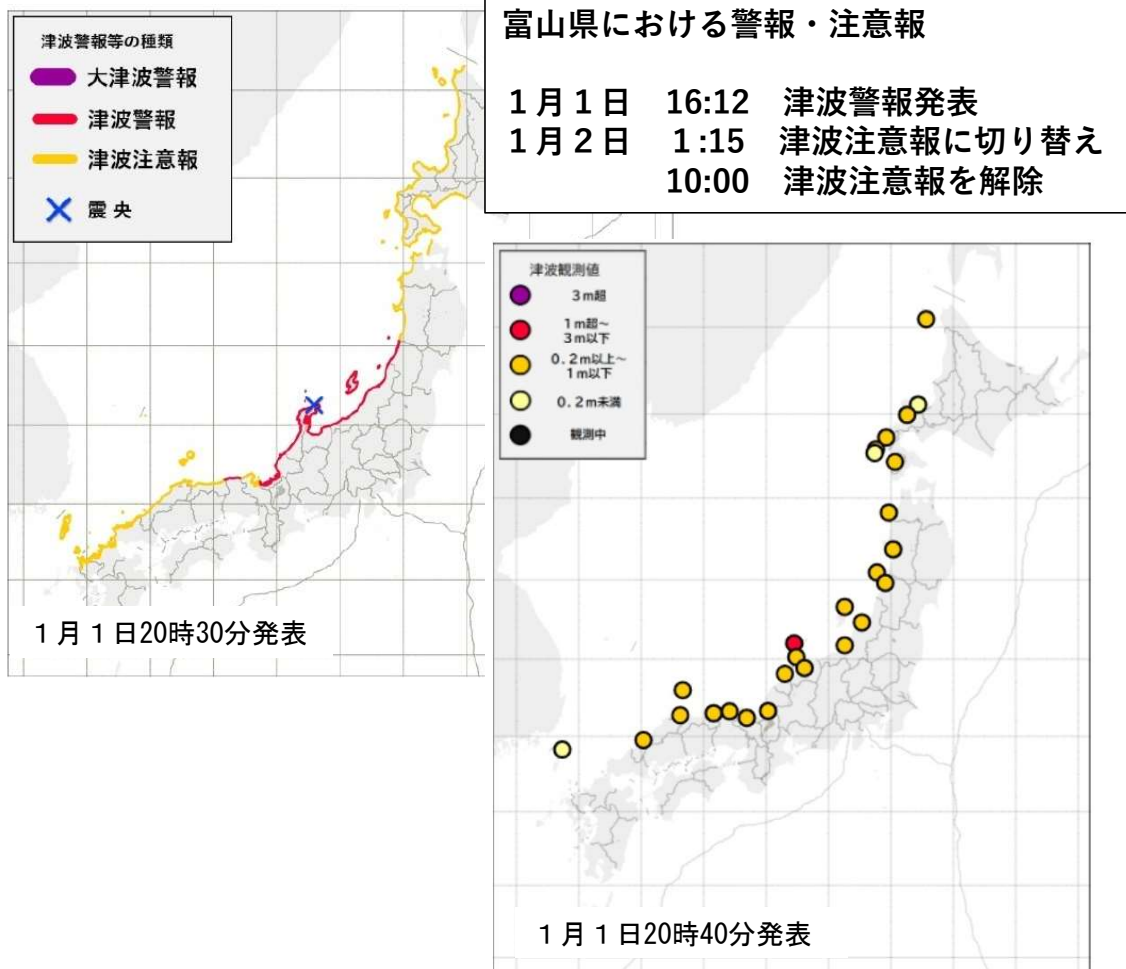 津波警報等の種類
大津波警報
津波警報
津波注意報
震央
1月1日20時30分発表
富山県における警報・注意報
1月1日 16:12 津波警報発表
1月2日 1:15 津波注意報に切り替え
10:00 津波注意報を解除
津波観測値
3m超
1m超~
3m以下
0.2m以上~
1m以下
0.2m未満
観測中
1月1日20時40分発表